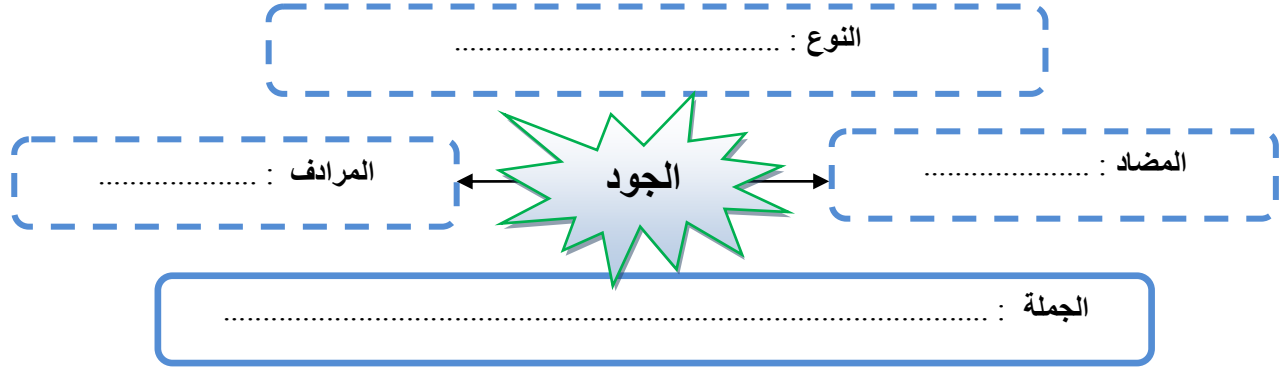 النوع : .......................................
المضاد : ....................
الجود
المرادف : ...................
الجملة : ...............................................................................................